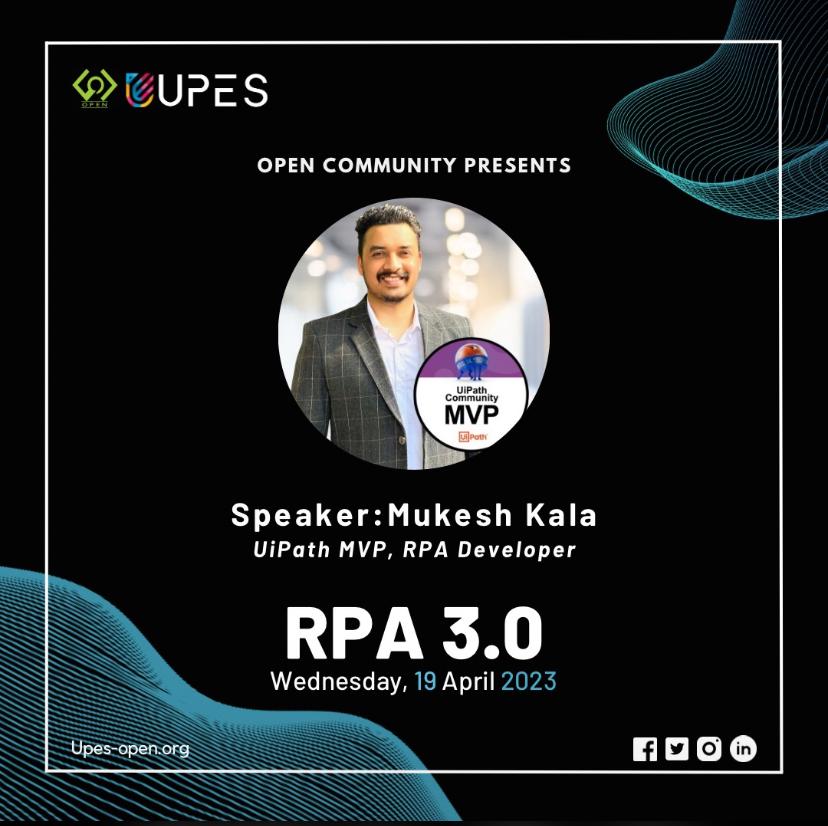 OPEN
UPES
OPEN COMMUNITY PRESENTS
UiPath
Community
MVP
UiPath
Speaker:Mukesh Kala
UiPath MVP, RPA Developer
RPA 3.0
Wednesday, 19 April 2023
Upes-open.org